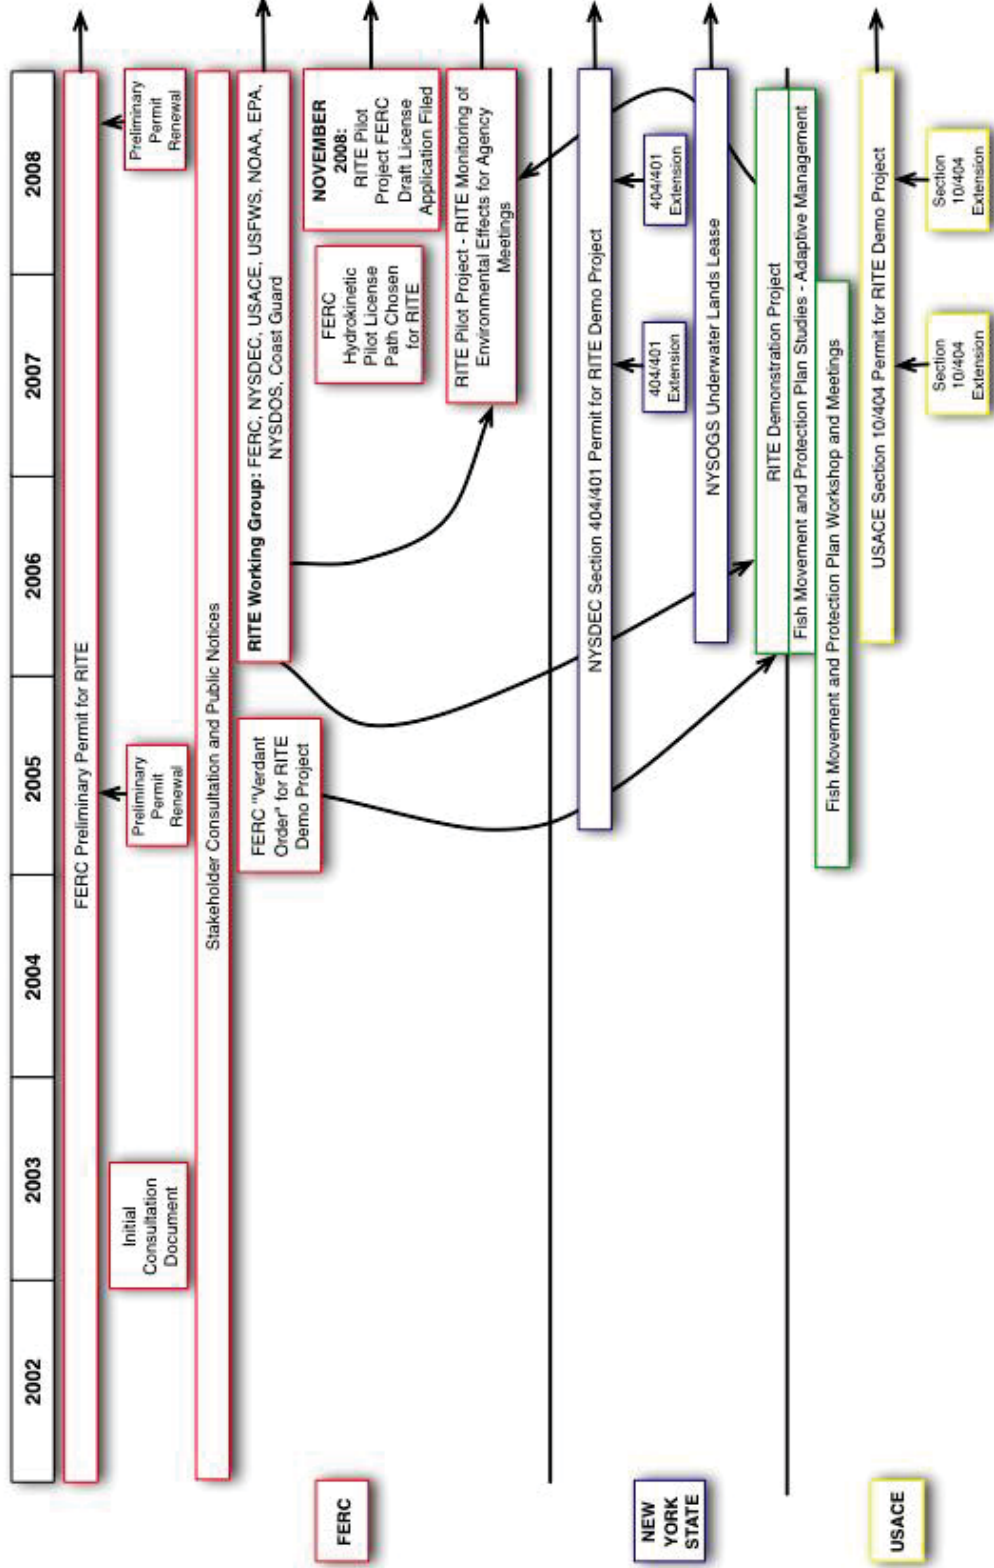 2002
2003
2004
2005
2006
2007
2008
FERC Preliminary Permit for RITE
Initial
Consultation
Document
Preliminary
Permit
Renewal
Preliminary
Permit
Renewal
Stakeholder Consultation and Public Notices
FERC "Verdant
Order" for RITE
Demo Project
RITE Working Group: FERC, NYSDEC, USACE, USFWS. NOAA, EPA,
NYSDOS, Coast Guard
FERC
FERC
Hydrokinetic
Pilot License
Path Chosen
for RITE
NOVEMBER
2008:
RITE Pilot
Project FERC
Draft License
Application Filed
RITE Pilot Project - RITE Monitoring of
Environmental Effects for Agency
Meetings
NEW
YORK
STATE
NYSDEC Section 404/401 Permit for RITE Demo Project
404/401
Extension
404/401
Extension
NYSOGS Underwater Lands Lease
RITE Demonstration Project
Fish Movement and Protection Plan Studies - Adaptive Management
Fish Movement and Protection Plan Workshop and Meetings
USACE
USACE Section 10/404 Permit for RITE Demo Project
Section
10/404
Extension
Section
10/404
Extension